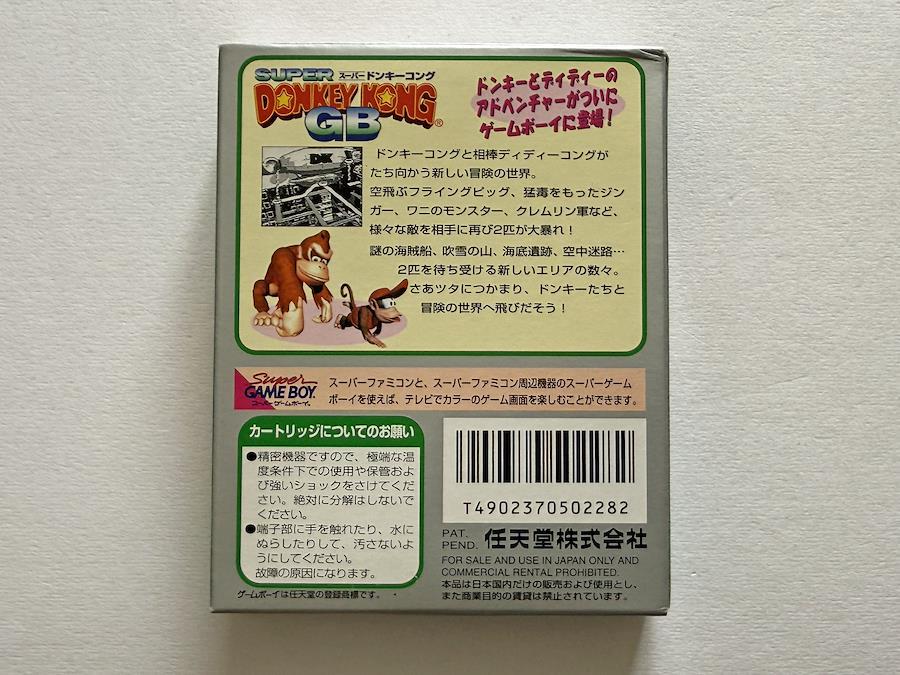 SUPER スーパードンキーコング
DONKEY KONG®
GB
ドンキーとディディーの
アドベンチャーがついに
ゲームボーイに登場！
DK
ドンキーコングと相棒ディディーコングが
たち向かう新しい冒険の世界。
空飛ぶフライングピッグ、猛毒をもったジン
ガー、ワニのモンスター、クレムリン軍など、
様々な敵を相手に再び2匹が大暴れ！
謎の海賊船、吹雪の山、海底遺跡、空中迷路…
2匹を待ち受ける新しいエリアの数々。
さあツタにつかまり、ドンキーたちと
冒険の世界へ飛びだそう！
Super
GAME BOY
スーパーゲームボーイ
スーパーファミコンと、スーパーファミコン周辺機器のスーパーゲーム
ボーイを使えば、テレビでカラーのゲーム画面を楽しむことができます。
カートリッジについてのお願い
●精密機器ですので、極端な温
度条件下での使用や保管およ
び強いショックをさけてくだ
さい。絶対に分解はしないで
ください。
●端子部に手を触れたり、水に
ぬらしたりして、汚さないよ
うにしてください。
故障の原因になります。
ゲームボーイは任天堂の登録商標です。
T4902370502282
PAT. PEND. 任天堂株式会社
FOR SALE AND USE IN JAPAN ONLY AND
COMMERCIAL RENTAL PROHIBITED.
本品は日本国内だけの販売および使用とし、
また商業目的の賃貸は禁止されています。